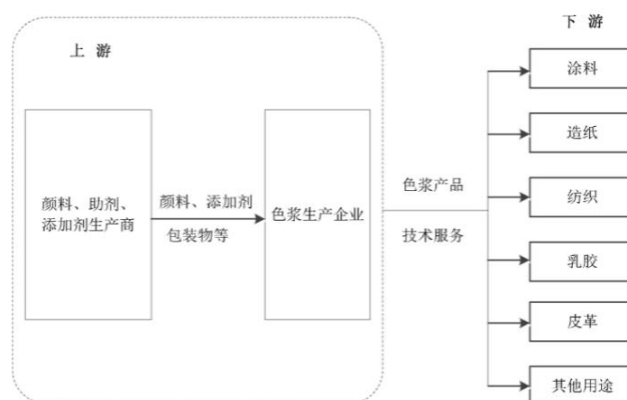 上 游
颜料、助剂、
添加剂生产商
颜料、添加剂
包装物等
色浆生产企业
色浆产品
技术服务
下 游
涂料
造纸
纺织
乳胶
皮革
其他用途